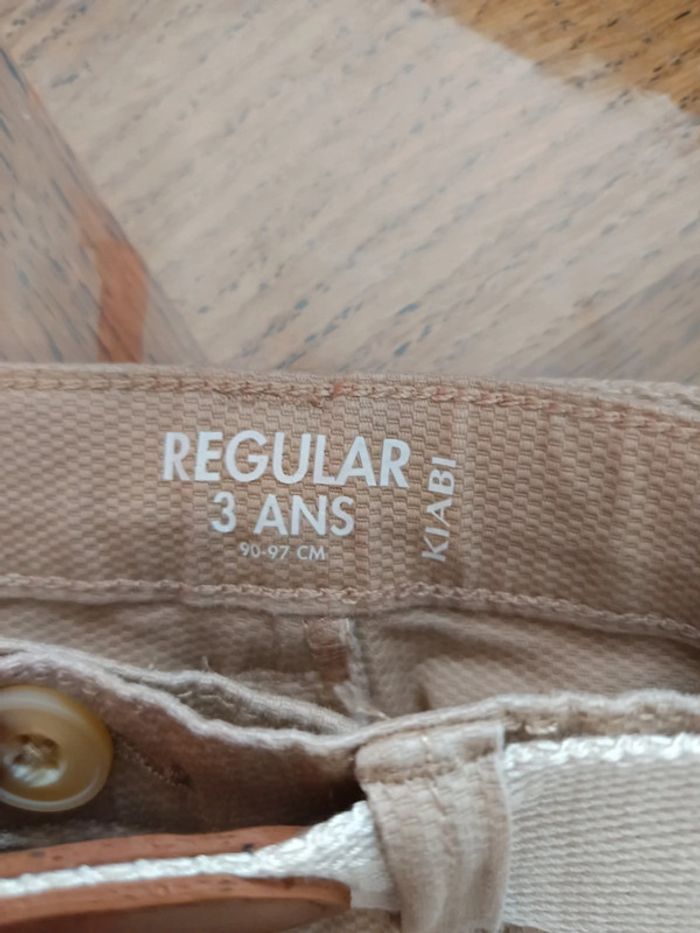 REGULAR
3 ANS
90-97 CM
KIABI